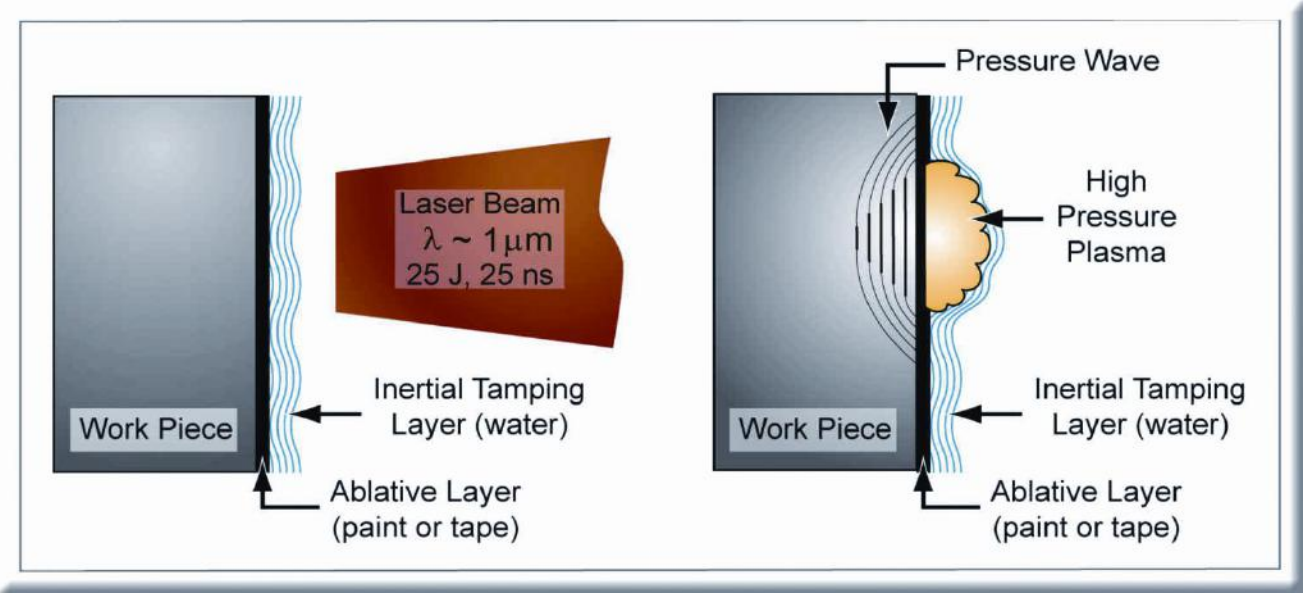 Laser Beam
λ ~ 1μm
25 J, 25 ns
Inertial Tamping
Layer (water)
Work Piece
Ablative Layer
(paint or tape)
Pressure Wave
High
Pressure
Plasma
Inertial Tamping
Layer (water)
Work Piece
Ablative Layer
(paint or tape)